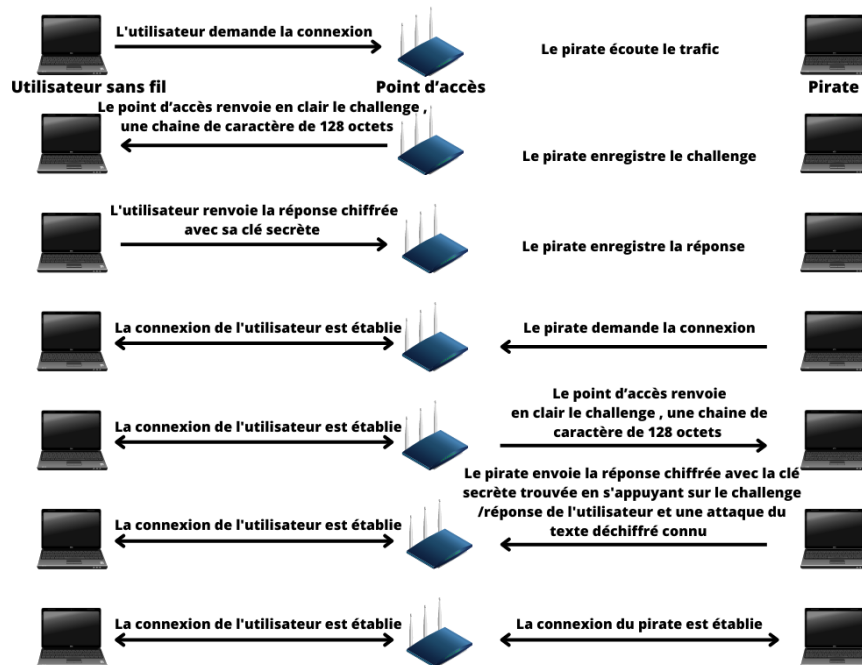 L'utilisateur demande la connexion
Le pirate écoute le trafic
Utilisateur sans fil
Point d'accès
Pirate
Le point d'accès renvoie en clair le challenge ,
une chaine de caractère de 128 octets
Le pirate enregistre le challenge
L'utilisateur renvoie la réponse chiffrée
avec sa clé secrète
Le pirate enregistre la réponse
La connexion de l'utilisateur est établie
Le pirate demande la connexion
La connexion de l'utilisateur est établie
Le point d'accès renvoie
en clair le challenge , une chaine de
caractère de 128 octets
La connexion de l'utilisateur est établie
Le pirate envoie la réponse chiffrée avec la clé
secrète trouvée en s'appuyant sur le challenge
/réponse de l'utilisateur et une attaque du
texte déchiffré connu
La connexion de l'utilisateur est établie
La connexion du pirate est établie